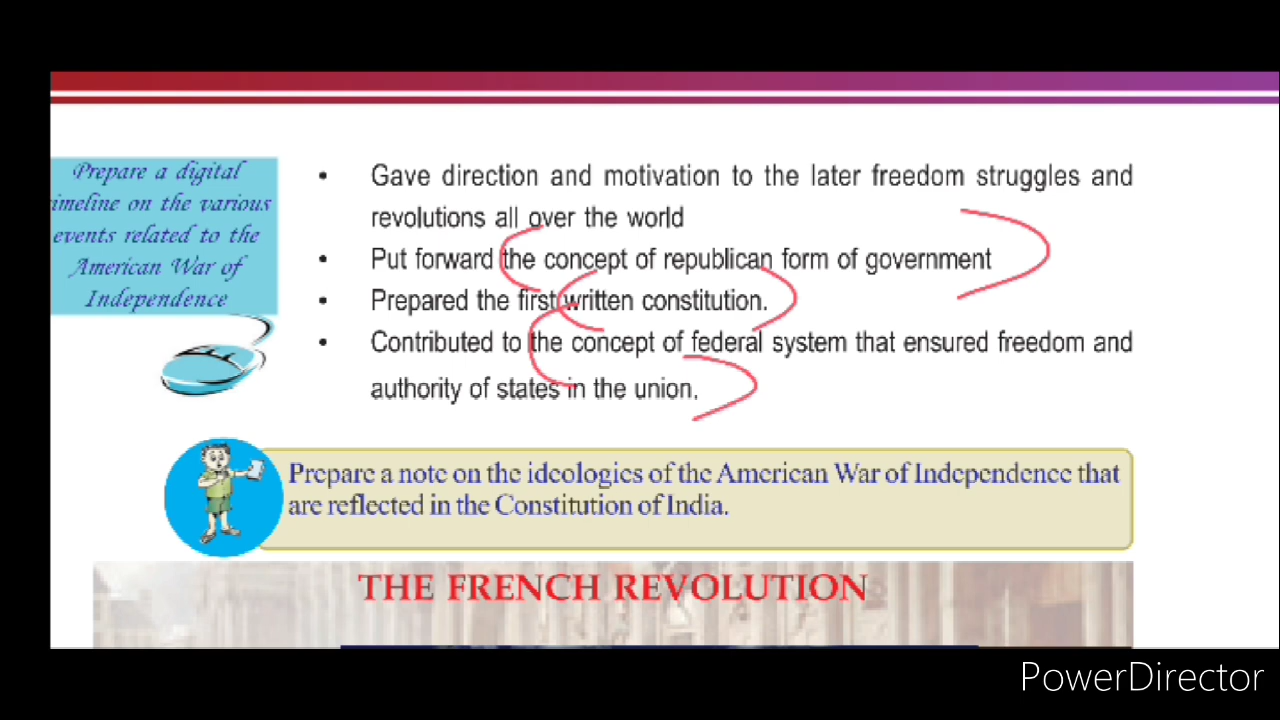 Prepare a digital
timeline on the various
events related to the
American War of
Independence
• Gave direction and motivation to the later freedom struggles and
revolutions all over the world
• Put forward the concept of republican form of government
• Prepared the first written constitution.
• Contributed to the concept of federal system that ensured freedom and
authority of states in the union.
Prepare a note on the ideologies of the American War of Independence that
are reflected in the Constitution of India.
THE FRENCH REVOLUTION
PowerDirector